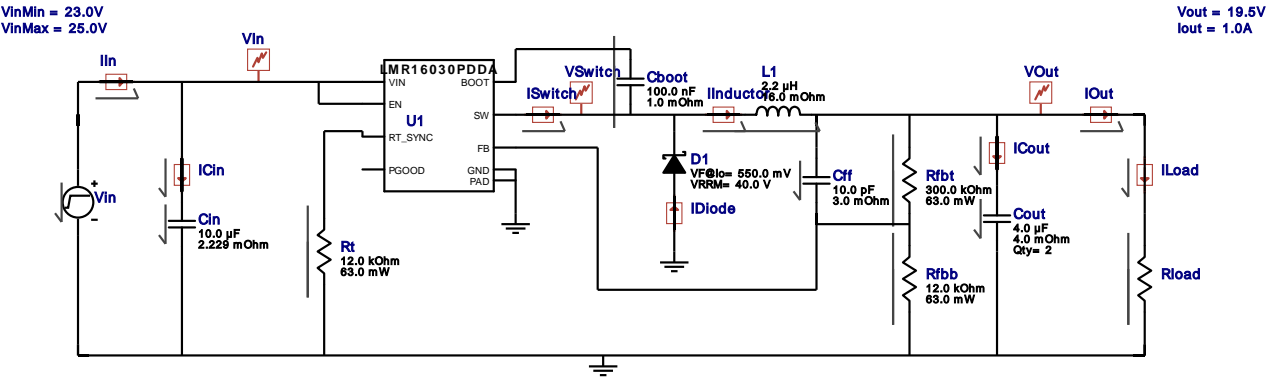 VinMin = 23.0V
VinMax = 25.0V
Vout = 19.5V
Iout = 1.0A
IIn
VIn
LMR16030PDDA
VIN
EN
RT_SYNC
PGOOD
U1
BOOT
SW
FB
GND
PAD
ISwitch
VSwitch
Cboot
100.0 nF
1.0 mOhm
IInductor
L1
2.2 µH
VOut
IOut
ICin
Vin
+
−
Cin
10.0 µF
2.229 mOhm
Rt
12.0 kOhm
63.0 mW
D1
VF@Io= 550.0 mV
VRRM= 40.0 V
IDiode
Cff
10.0 pF
3.0 mOhm
Rfbt
300.0 kOhm
63.0 mW
Rfbb
12.0 kOhm
63.0 mW
ICout
Cout
4.0 µF
4.0 mOhm
Qty= 2
ILoad
Rload